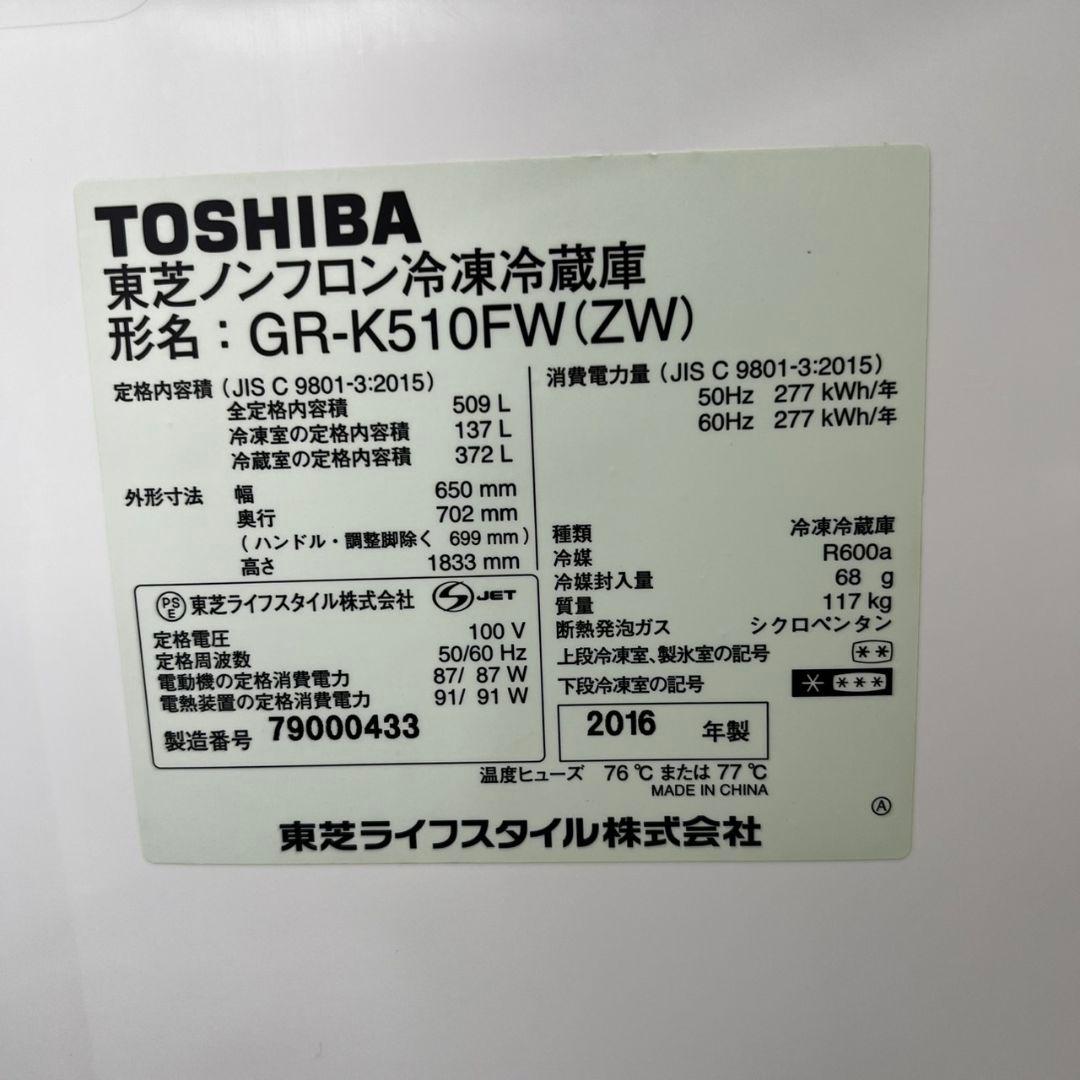 TOSHIBA
東芝ノンフロン冷凍冷蔵庫
形名：GR-K510FW(ZW)
定格内容積（JIS C 9801-3:2015）
全定格内容積 509 L
冷凍室の定格内容積 137 L
冷蔵室の定格内容積 372 L
外形寸法 幅 650 mm
奥行 702 mm
(ハンドル・調整脚除く 699 mm)
高さ 1833 mm
PSE 東芝ライフスタイル株式会社 S JET
定格電圧 100 V
定格周波数 50/60 Hz
電動機の定格消費電力 87/ 87 W
電熱装置の定格消費電力 91/ 91 W
製造番号 79000433
消費電力量（JIS C 9801-3:2015）
50Hz 277 kWh/年
60Hz 277 kWh/年
種類 冷凍冷蔵庫
冷媒 R600a
冷媒封入量 68 g
質量 117 kg
断熱発泡ガス シクロペンタン
上段冷凍室、製氷室の記号 **
下段冷凍室の記号 * ***
2016 年製
温度ヒューズ 76℃または77℃
MADE IN CHINA
Ⓐ
東芝ライフスタイル株式会社